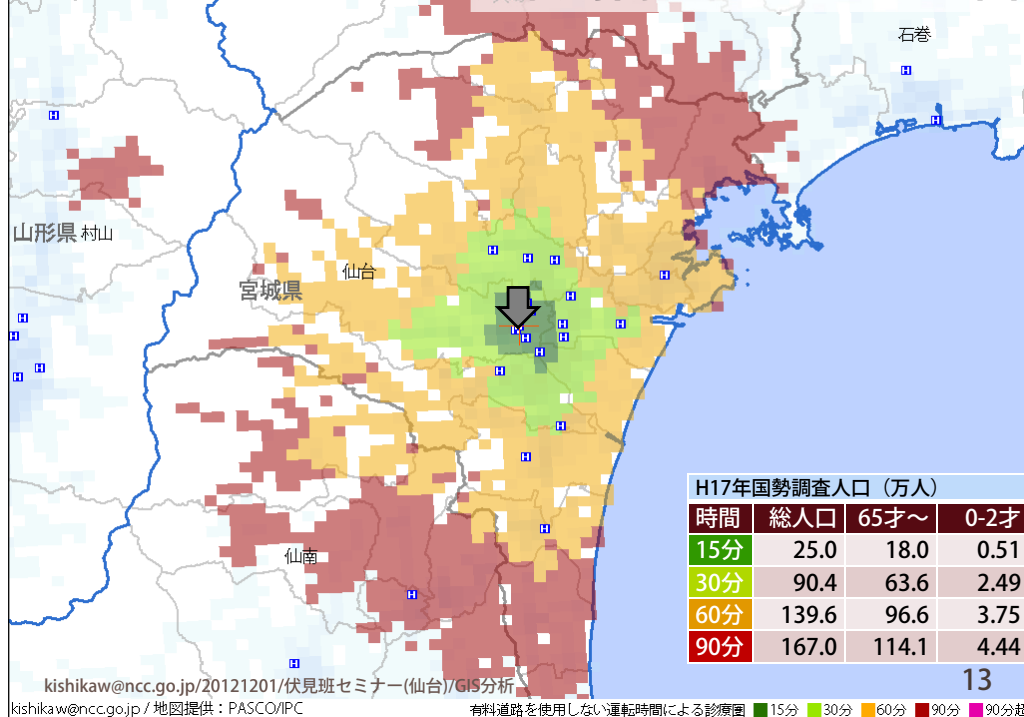 石巻
山形県 村山
仙台
宮城県
仙南
H17年国勢調査人口（万人）
時間 総人口 65才～ 0-2才
15分 25.0 18.0 0.51
30分 90.4 63.6 2.49
60分 139.6 96.6 3.75
90分 167.0 114.1 4.44
13
kishikaw@ncc.go.jp/20121201/伏見班セミナー(仙台)/GIS分析
kishikaw@ncc.go.jp / 地図提供：PASCO/IPC
有料道路を使用しない運転時間による診療圏 15分 30分 60分 90分 90分超